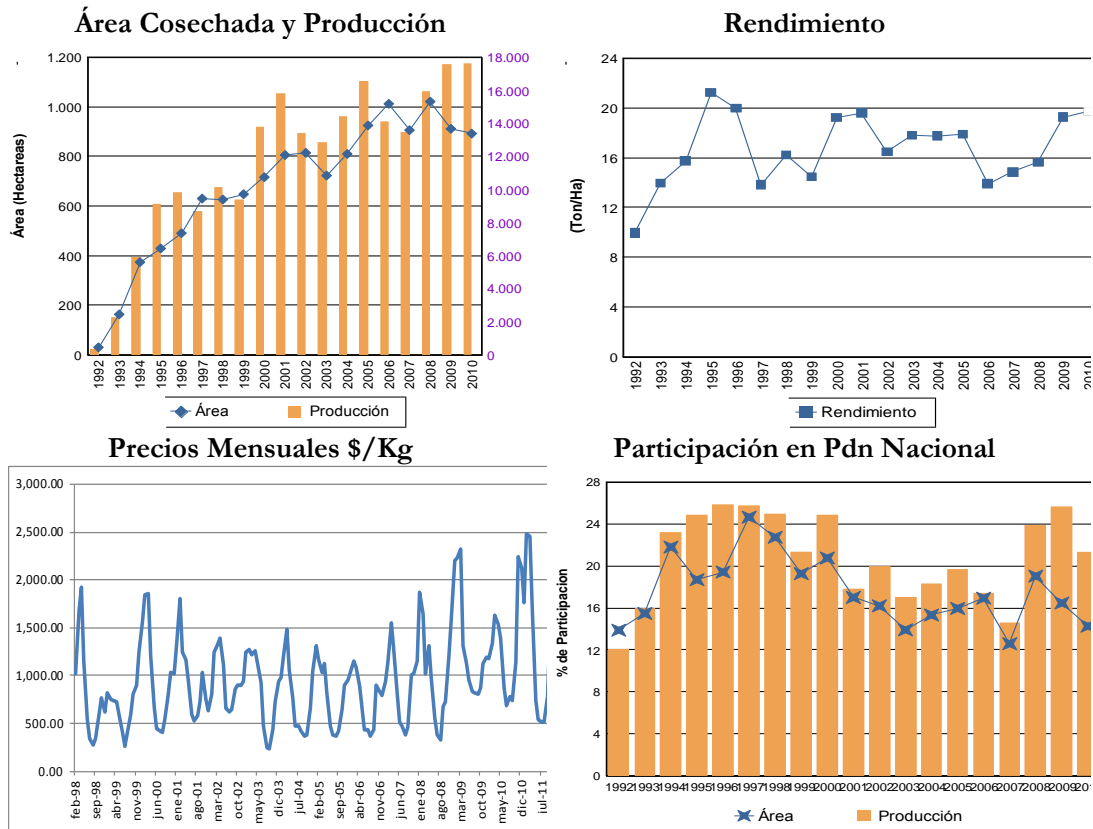 Área Cosechada y Producción
1.200
1.000
800
600
400
200
0
18.000
16.000
14.000
12.000
10.000
8.000
6.000
4.000
2.000
0
Área (Hectareas)
1992 1993 1994 1995 1996 1997 1998 1999 2000 2001 2002 2003 2004 2005 2006 2007 2008 2009 2010
Área Producción
Rendimiento
24
20
16
12
8
4
0
(Ton/Ha)
1992 1993 1994 1995 1996 1997 1998 1999 2000 2001 2002 2003 2004 2005 2006 2007 2008 2009 2010
Rendimiento
Precios Mensuales $/Kg
3,000.00
2,500.00
2,000.00
1,500.00
1,000.00
500.00
0.00
feb-98 sep-98 abr-99 nov-99 jun-00 ene-01 ago-01 mar-02 oct-02 may-03 dic-03 jul-04 feb-05 sep-05 abr-06 nov-06 jun-07 ene-08 ago-08 mar-09 oct-09 may-10 dic-10 jul-11
Participación en Pdn Nacional
28
24
20
16
12
8
4
0
% de Participacion
1992 1993 1994 1995 1996 1997 1998 1999 2000 2001 2002 2003 2004 2005 2006 2007 2008 2009 201
Área Producción